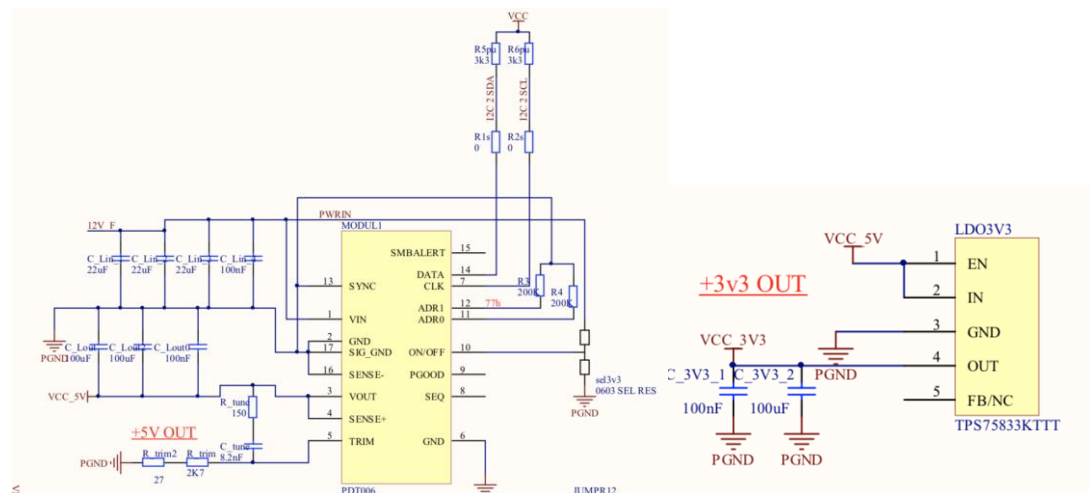 VCC
R5pu
3k3
R6pu
3k3
I2C 2 SDA
I2C 2 SCL
R1s
0
R2s
0
12V_F
PWRIN
MODUL1
C_Lin
22uF
C_Lin
22uF
C_Lin
22uF
C_Lin
100nF
SMBALERT 15
DATA 14
CLK 7
ADR1 12
77h
ADR0 11
ON/OFF 10
PGOOD 9
SEQ 8
GND 6
13 SYNC
1 VIN
2 GND
17 SIG_GND
16 SENSE-
3 VOUT
4 SENSE+
5 TRIM
R3
200K
R4
200K
sel3v3
0603 SEL RES
PGND
PGND
C_Lout
100uF
100uF
C_Lout0
100nF
VCC_5V
R_tune
150
+5V OUT
C_tune
8.2nF
PGND
R_trim2
27
R_trim
2K7
PDT006
JUMPR12
LDO3V3
VCC_5V
1 EN
2 IN
3 GND
4 OUT
5 FB/NC
TPS75833KTTT
+3v3 OUT
VCC_3V3
PGND
C_3V3_1
100nF
C_3V3_2
100uF
PGND
PGND